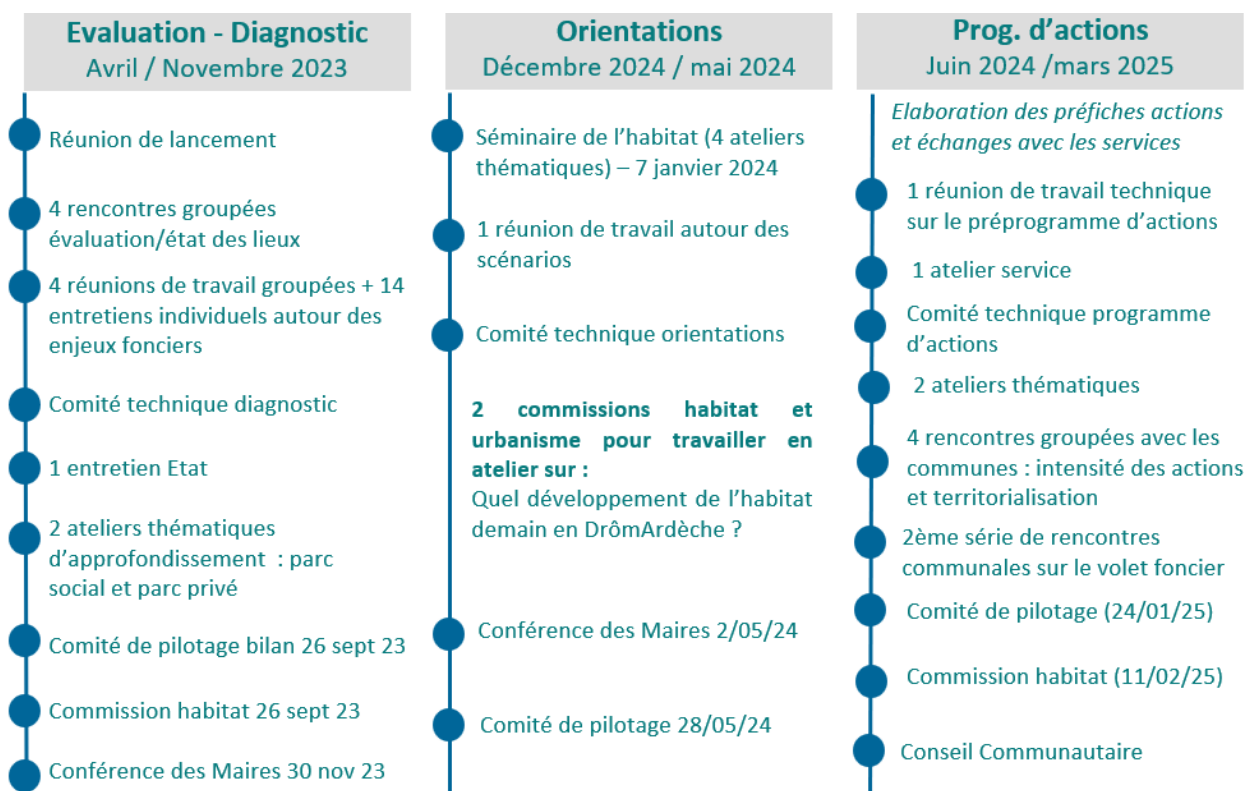 Evaluation - Diagnostic
Avril / Novembre 2023
Réunion de lancement
4 rencontres groupées
évaluation/état des lieux
4 réunions de travail groupées + 14
entretiens individuels autour des
enjeux fonciers
Comité technique diagnostic
1 entretien Etat
2 ateliers thématiques
d’approfondissement : parc
social et parc privé
Comité de pilotage bilan 26 sept 23
Commission habitat 26 sept 23
Conférence des Maires 30 nov 23
Orientations
Décembre 2024 / mai 2024
Séminaire de l’habitat (4 ateliers
thématiques) – 7 janvier 2024
1 réunion de travail autour des
scénarios
Comité technique orientations
2 commissions habitat et
urbanisme pour travailler en
atelier sur :
Quel développement de l’habitat
demain en DrômArdèche ?
Conférence des Maires 2/05/24
Comité de pilotage 28/05/24
Prog. d’actions
Juin 2024 /mars 2025
Elaboration des préfiches actions
et échanges avec les services
1 réunion de travail technique
sur le préprogramme d’actions
1 atelier service
Comité technique programme
d’actions
2 ateliers thématiques
4 rencontres groupées avec les
communes : intensité des actions
et territorialisation
2ème série de rencontres
communales sur le volet foncier
Comité de pilotage (24/01/25)
Commission habitat (11/02/25)
Conseil Communautaire